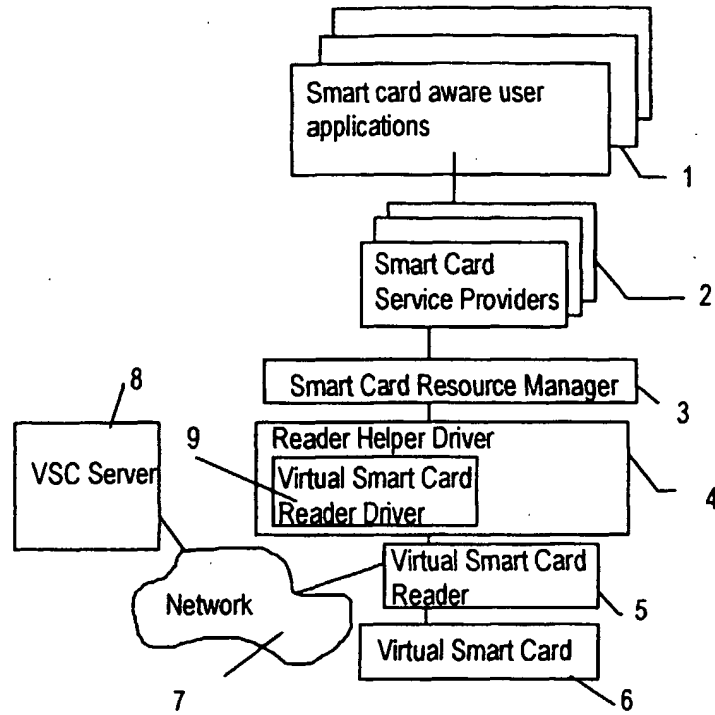 Smart card aware user
applications
1
Smart Card
Service Providers
2
8
Smart Card Resource Manager
3
VSC Server
9
Reader Helper Driver
Virtual Smart Card
Reader Driver
4
Virtual Smart Card
Reader
5
Network
Virtual Smart Card
7
6